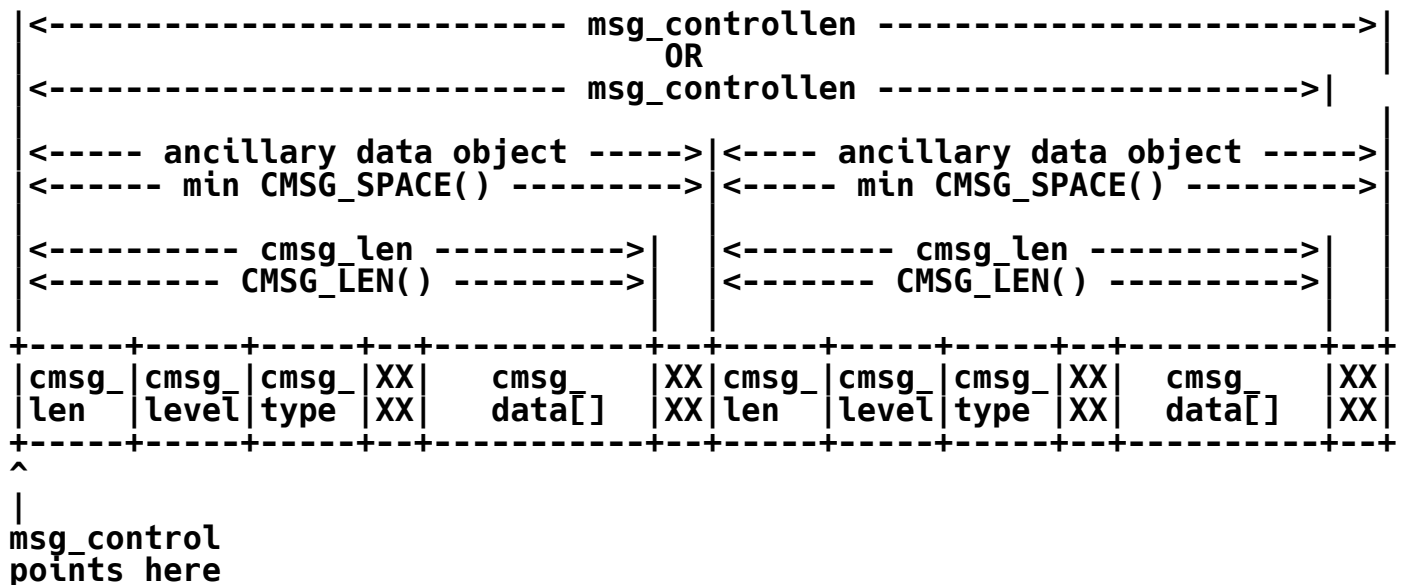 |<--------------------------- msg_controllen -------------------------->|
|                                  OR                                   |
|<--------------------------- msg_controllen ---------------------->|
|                                                                       |
|<----- ancillary data object ----->|<---- ancillary data object ----->|
|<------ min CMSG_SPACE() --------->|<----- min CMSG_SPACE() --------->|
|                                   |                                   |
|<---------- cmsg_len ---------->|  |<-------- cmsg_len ----------->|  |
|<--------- CMSG_LEN() --------->|  |<------- CMSG_LEN() ---------->|  |
|                                |  |                                |  |
+-----+-----+-----+--+-----------+--+-----+-----+-----+--+----------+--+
|cmsg_|cmsg_|cmsg_|XX|   cmsg_   |XX|cmsg_|cmsg_|cmsg_|XX|  cmsg_   |XX|
|len  |level|type |XX|   data[]  |XX|len  |level|type |XX|  data[]  |XX|
+-----+-----+-----+--+-----------+--+-----+-----+-----+--+----------+--+
^
|
msg_control
points here